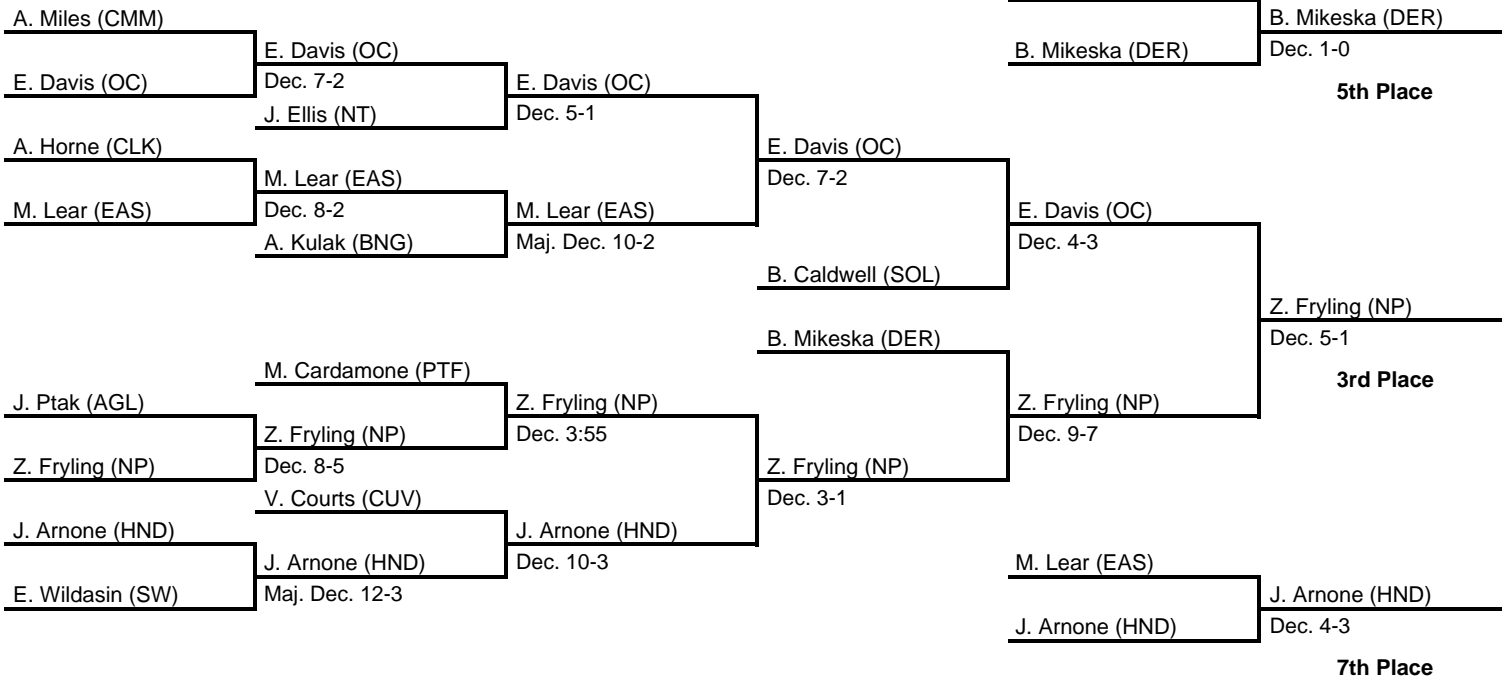 A. Miles (CMM)
B. Mikeska (DER)
E. Davis (OC)
B. Mikeska (DER)
Dec. 1-0
E. Davis (OC)
Dec. 7-2
E. Davis (OC)
5th Place
J. Ellis (NT)
Dec. 5-1
A. Horne (CLK)
E. Davis (OC)
M. Lear (EAS)
Dec. 7-2
M. Lear (EAS)
Dec. 8-2
M. Lear (EAS)
E. Davis (OC)
A. Kulak (BNG)
Maj. Dec. 10-2
Dec. 4-3
B. Caldwell (SOL)
Z. Fryling (NP)
B. Mikeska (DER)
Dec. 5-1
M. Cardamone (PTF)
3rd Place
J. Ptak (AGL)
Z. Fryling (NP)
Z. Fryling (NP)
Z. Fryling (NP)
Dec. 3:55
Dec. 9-7
Z. Fryling (NP)
Dec. 8-5
Z. Fryling (NP)
V. Courts (CUV)
Dec. 3-1
J. Arnone (HND)
J. Arnone (HND)
J. Arnone (HND)
Dec. 10-3
M. Lear (EAS)
E. Wildasin (SW)
Maj. Dec. 12-3
J. Arnone (HND)
J. Arnone (HND)
Dec. 4-3
7th Place